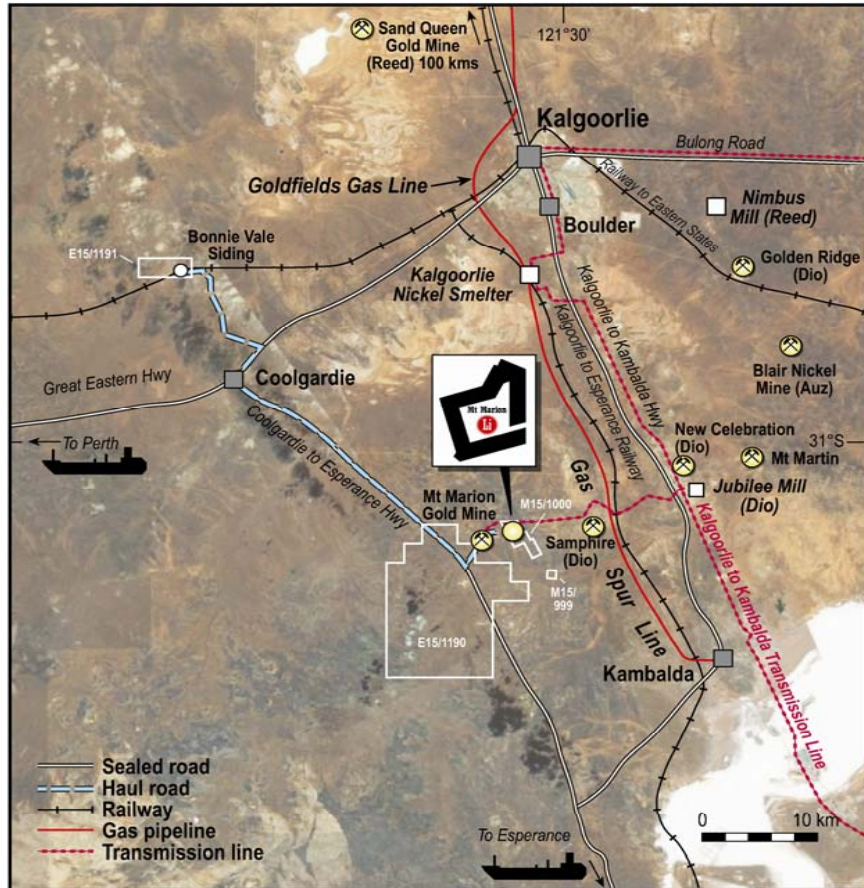 Sand Queen
Gold Mine
(Reed) 100 kms
121°30'
Kalgoorlie
Bulong Road
Goldfields Gas Line
Railway to Eastern States
Nimbus
Mill (Reed)
Boulder
E15/1191
Bonnie Vale
Siding
Golden Ridge
(Dio)
Kalgoorlie
Nickel Smelter
Kalgoorlie to Kambalda Hwy
Kalgoorlie to Esperance Railway
Blair Nickel
Mine (Auz)
Great Eastern Hwy
Coolgardie
Mt Marion
Li
To Perth
Coolgardie to Esperance Hwy
31°S
New Celebration
(Dio)
Mt Martin
Jubilee Mill
(Dio)
Mt Marion
Gold Mine
M15/1000
Samphire
(Dio)
Gas Spur Line
M15/
999
E15/1190
Kambalda
Kalgoorlie to Kambalda Transmission Line
Sealed road
Haul road
Railway
Gas pipeline
Transmission line
To Esperance
0 10 km